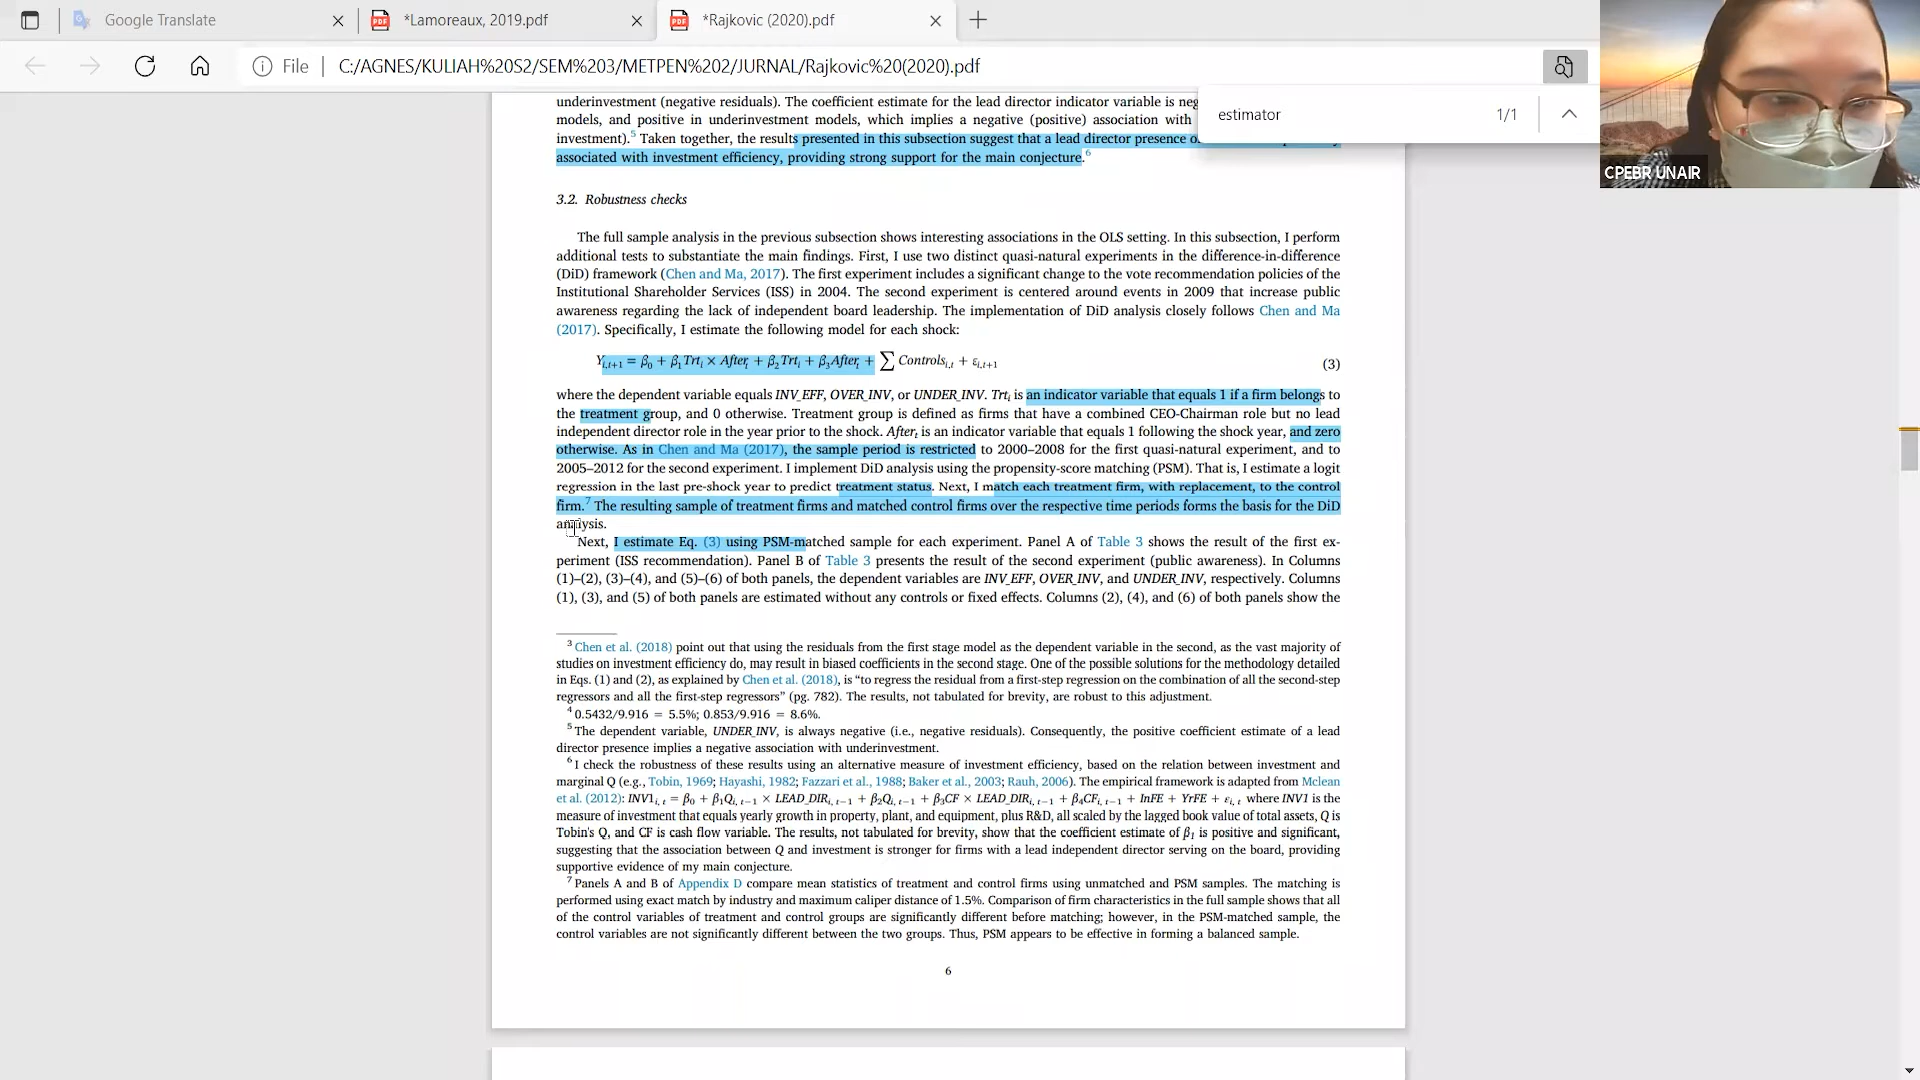 Google Translate
*Lamoreaux, 2019.pdf
*Rajkovic (2020).pdf
File
C:/AGNES/KULIAH%20S2/SEM%203/METPEN%202/JURNAL/Rajkovic%20(2020).pdf
estimator
1/1
CPEBR UNAIR
underinvestment (negative residuals). The coefficient estimate for the lead director indicator variable is neg
models, and positive in underinvestment models, which implies a negative (positive) association with
investment).5 Taken together, the results presented in this subsection suggest that a lead director presence
associated with investment efficiency, providing strong support for the main conjecture.6
3.2. Robustness checks
The full sample analysis in the previous subsection shows interesting associations in the OLS setting. In this subsection, I perform
additional tests to substantiate the main findings. First, I use two distinct quasi-natural experiments in the difference-in-difference
(DiD) framework (Chen and Ma, 2017). The first experiment includes a significant change to the vote recommendation policies of the
Institutional Shareholder Services (ISS) in 2004. The second experiment is centered around events in 2009 that increase public
awareness regarding the lack of independent board leadership. The implementation of DiD analysis closely follows Chen and Ma
(2017). Specifically, I estimate the following model for each shock:
Yi,t+1 = β0 + β1Trti × Aftert + β2Trti + β3Aftert + ∑ Controlsi,t + εi,t+1 (3)
where the dependent variable equals INV_EFF, OVER_INV, or UNDER_INV. Trti is an indicator variable that equals 1 if a firm belongs to
the treatment group, and 0 otherwise. Treatment group is defined as firms that have a combined CEO-Chairman role but no lead
independent director role in the year prior to the shock. Aftert is an indicator variable that equals 1 following the shock year, and zero
otherwise. As in Chen and Ma (2017), the sample period is restricted to 2000–2008 for the first quasi-natural experiment, and to
2005–2012 for the second experiment. I implement DiD analysis using the propensity-score matching (PSM). That is, I estimate a logit
regression in the last pre-shock year to predict treatment status. Next, I match each treatment firm, with replacement, to the control
firm.7 The resulting sample of treatment firms and matched control firms over the respective time periods forms the basis for the DiD
analysis.
Next, I estimate Eq. (3) using PSM-matched sample for each experiment. Panel A of Table 3 shows the result of the first ex-
periment (ISS recommendation). Panel B of Table 3 presents the result of the second experiment (public awareness). In Columns
(1)–(2), (3)–(4), and (5)–(6) of both panels, the dependent variables are INV_EFF, OVER_INV, and UNDER_INV, respectively. Columns
(1), (3), and (5) of both panels are estimated without any controls or fixed effects. Columns (2), (4), and (6) of both panels show the
3 Chen et al. (2018) point out that using the residuals from the first stage model as the dependent variable in the second, as the vast majority of
studies on investment efficiency do, may result in biased coefficients in the second stage. One of the possible solutions for the methodology detailed
in Eqs. (1) and (2), as explained by Chen et al. (2018), is “to regress the residual from a first-step regression on the combination of all the second-step
regressors and all the first-step regressors” (pg. 782). The results, not tabulated for brevity, are robust to this adjustment.
4 0.5432/9.916 = 5.5%; 0.853/9.916 = 8.6%.
5 The dependent variable, UNDER_INV, is always negative (i.e., negative residuals). Consequently, the positive coefficient estimate of a lead
director presence implies a negative association with underinvestment.
6 I check the robustness of these results using an alternative measure of investment efficiency, based on the relation between investment and
marginal Q (e.g., Tobin, 1969; Hayashi, 1982; Fazzari et al., 1988; Baker et al., 2003; Rauh, 2006). The empirical framework is adapted from Mclean
et al. (2012): INV1i, t = β0 + β1Qi, t−1 × LEAD_DIRi, t−1 + β2Qi, t−1 + β3CF × LEAD_DIRi, t−1 + β4CFi, t−1 + InFE + YrFE + εi, t where INV1 is the
measure of investment that equals yearly growth in property, plant, and equipment, plus R&D, all scaled by the lagged book value of total assets, Q is
Tobin's Q, and CF is cash flow variable. The results, not tabulated for brevity, show that the coefficient estimate of β1 is positive and significant,
suggesting that the association between Q and investment is stronger for firms with a lead independent director serving on the board, providing
supportive evidence of my main conjecture.
7 Panels A and B of Appendix D compare mean statistics of treatment and control firms using unmatched and PSM samples. The matching is
performed using exact match by industry and maximum caliper distance of 1.5%. Comparison of firm characteristics in the full sample shows that all
of the control variables of treatment and control groups are significantly different before matching; however, in the PSM-matched sample, the
control variables are not significantly different between the two groups. Thus, PSM appears to be effective in forming a balanced sample.
6